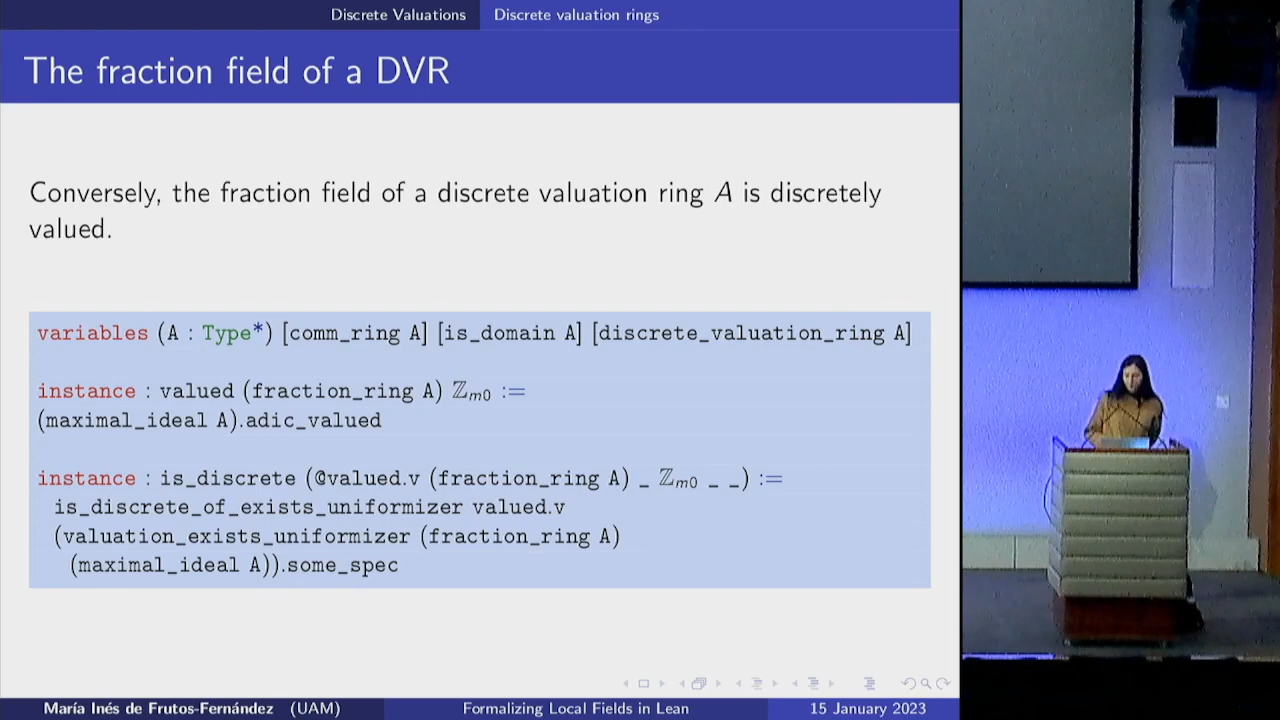 Discrete Valuations Discrete valuation rings
The fraction field of a DVR
Conversely, the fraction field of a discrete valuation ring A is discretely
valued.
variables (A : Type*) [comm_ring A] [is_domain A] [discrete_valuation_ring A]
instance : valued (fraction_ring A) ℤₘ₀ :=
(maximal_ideal A).adic_valued
instance : is_discrete (@valued.v (fraction_ring A) _ ℤₘ₀ _ _) :=
is_discrete_of_exists_uniformizer valued.v
(valuation_exists_uniformizer (fraction_ring A)
(maximal_ideal A)).some_spec
María Inés de Frutos-Fernández (UAM) Formalizing Local Fields in Lean 15 January 2023